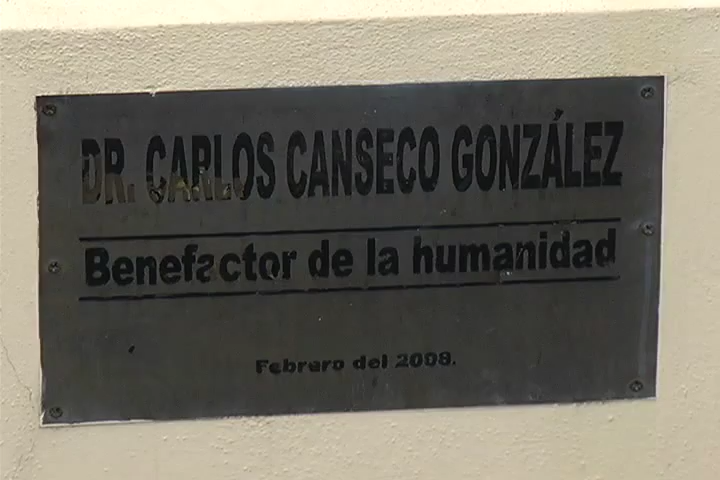 DR. CARLOS CANSECO GONZÁLEZ
Benefactor de la humanidad
Febrero del 2008.